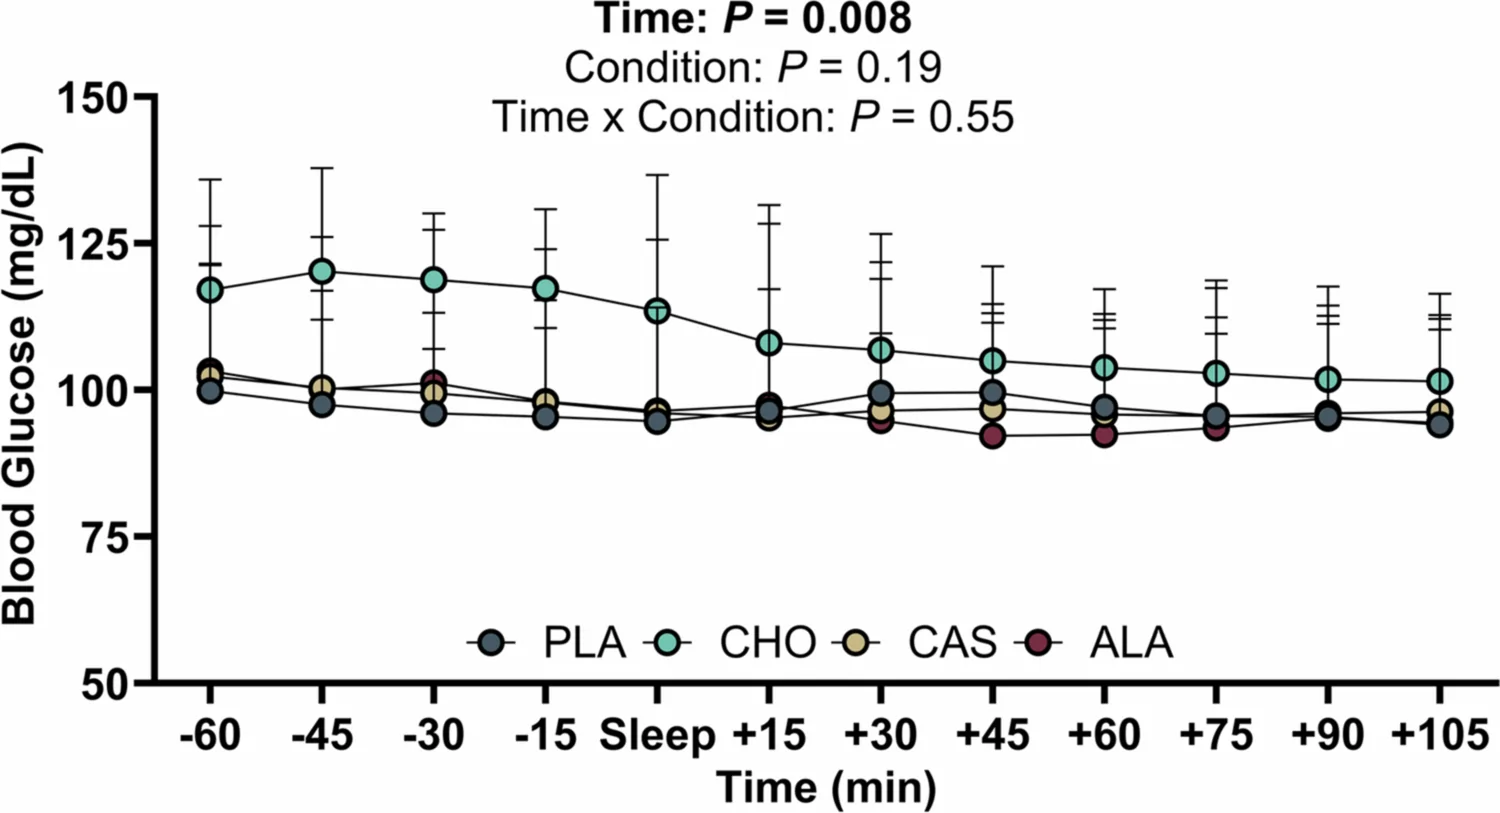 Time: P = 0.008
Condition: P = 0.19
Time x Condition: P = 0.55
150
125
100
75
50
Blood Glucose (mg/dL)
PLA CHO CAS ALA
-60 -45 -30 -15 Sleep +15 +30 +45 +60 +75 +90 +105
Time (min)